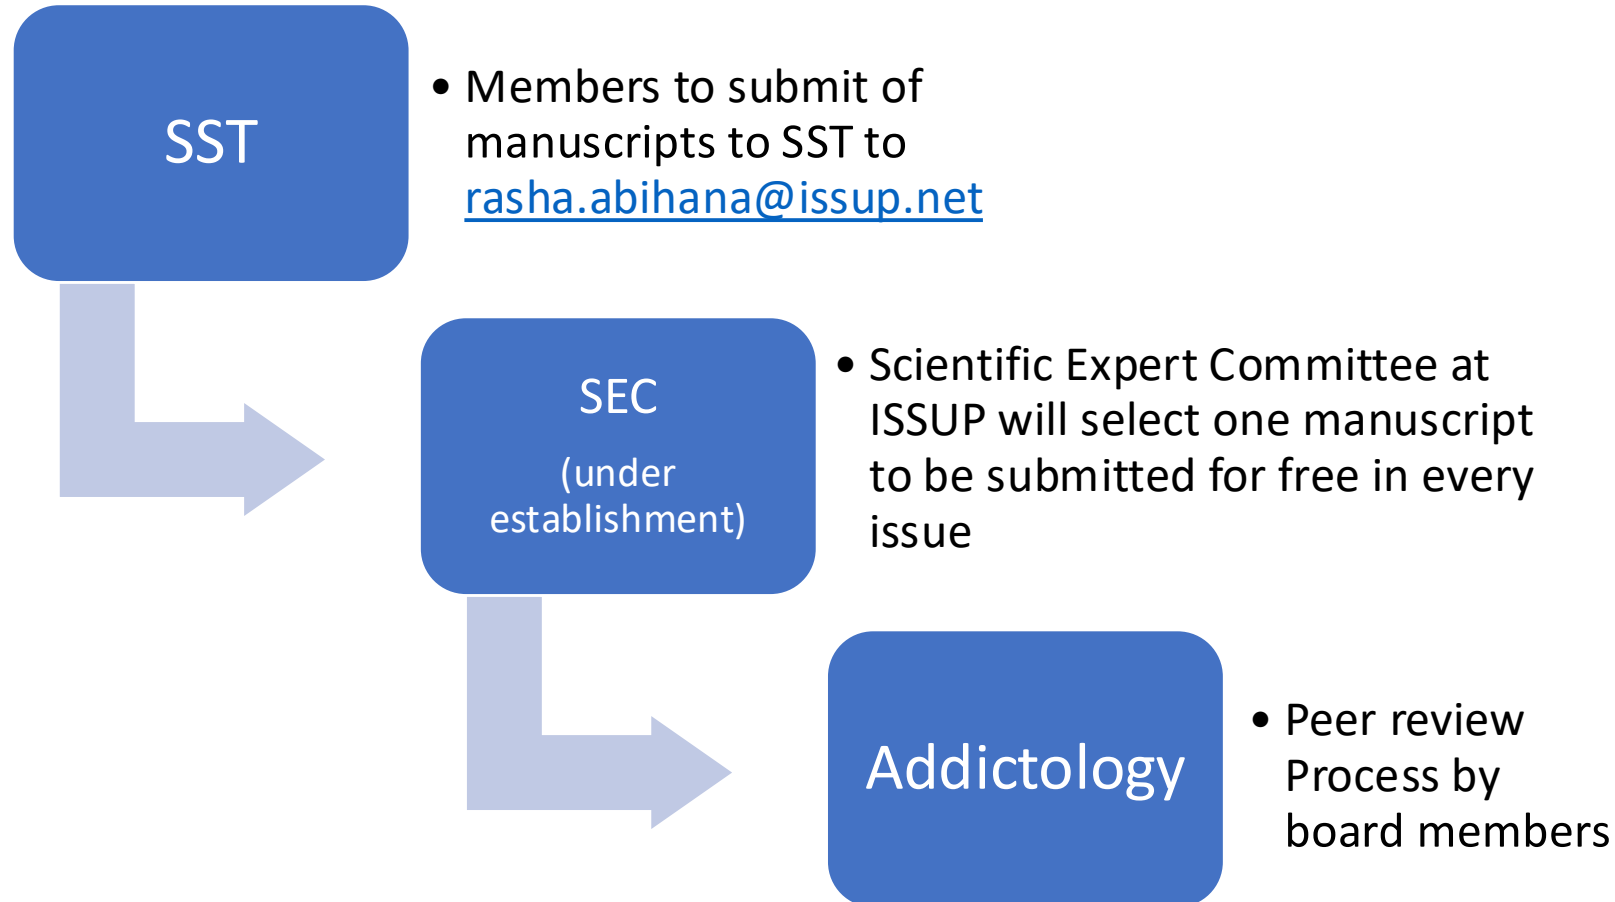 SST
• Members to submit of
manuscripts to SST to
rasha.abihana@issup.net
SEC
(under
establishment)
• Scientific Expert Committee at
ISSUP will select one manuscript
to be submitted for free in every
issue
Addictology
• Peer review
Process by
board members